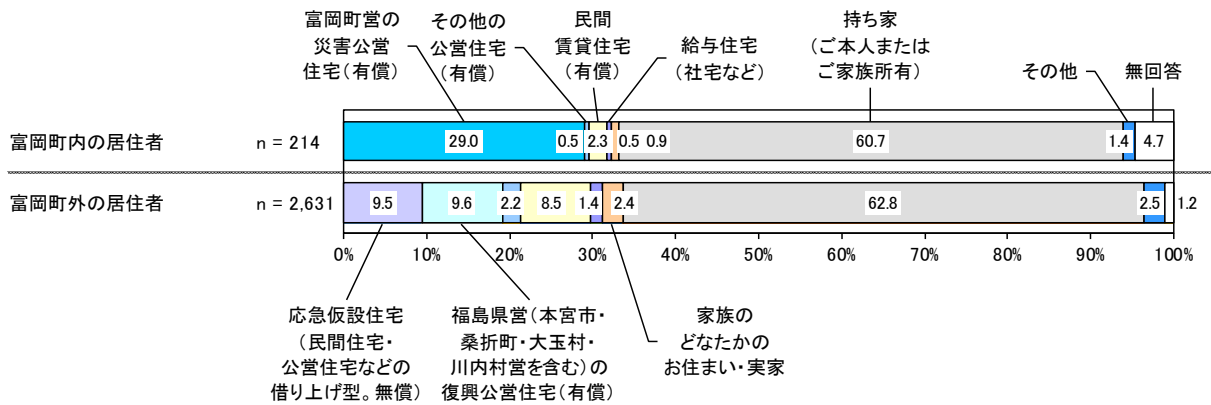 富岡町営の
災害公営
住宅(有償)
その他の
公営住宅
(有償)
民間
賃貸住宅
(有償)
給与住宅
(社宅など)
持ち家
(ご本人または
ご家族所有)
その他
無回答
富岡町内の居住者 n = 214 29.0 0.5 2.3 0.5 0.9 60.7 1.4 4.7
富岡町外の居住者 n = 2,631 9.5 9.6 2.2 8.5 1.4 2.4 62.8 2.5 1.2
0% 10% 20% 30% 40% 50% 60% 70% 80% 90% 100%
応急仮設住宅
(民間住宅・
公営住宅などの
借り上げ型。無償)
福島県営(本宮市・
桑折町・大玉村・
川内村営を含む)の
復興公営住宅(有償)
家族の
どなたかの
お住まい・実家